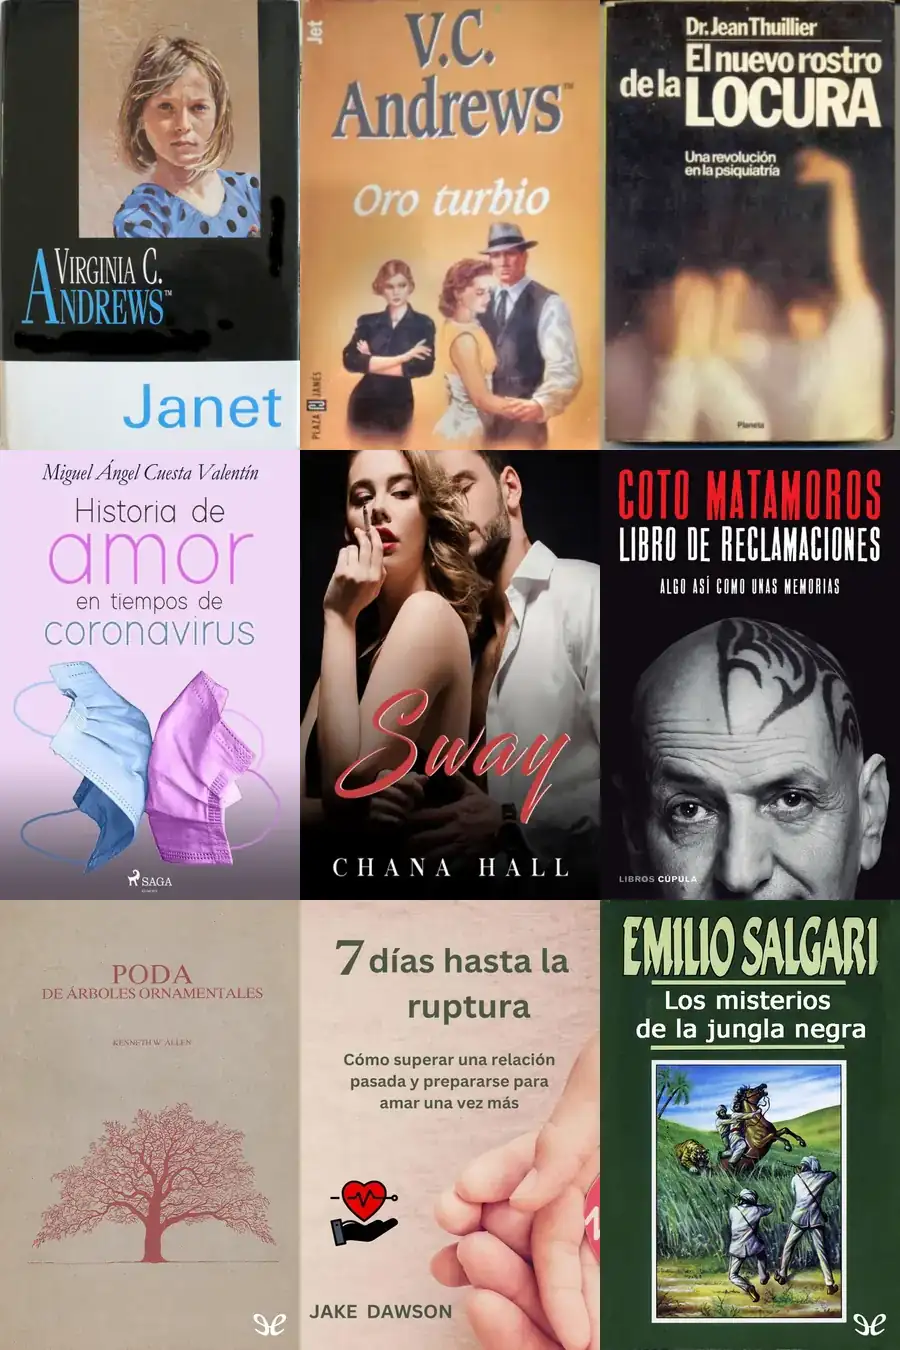 VIRGINIA C.
ANDREWS™
Janet
Jet
V.C.
Andrews™
Oro turbio
PLAZA & JANÉS
Dr. Jean Thuillier
El nuevo rostro
de la LOCURA
Una revolución
en la psiquiatría
Planeta
Miguel Ángel Cuesta Valentín
Historia de
amor
en tiempos de
coronavirus
SAGA
Sway
CHANA HALL
COTO MATAMOROS
LIBRO DE RECLAMACIONES
ALGO ASÍ COMO UNAS MEMORIAS
LIBROS CÚPULA
PODA
DE ÁRBOLES ORNAMENTALES
KENNETH W. ALLEN
7 días hasta la
ruptura
Cómo superar una relación
pasada y prepararse para
amar una vez más
JAKE DAWSON
EMILIO SALGARI
Los misterios
de la jungla negra